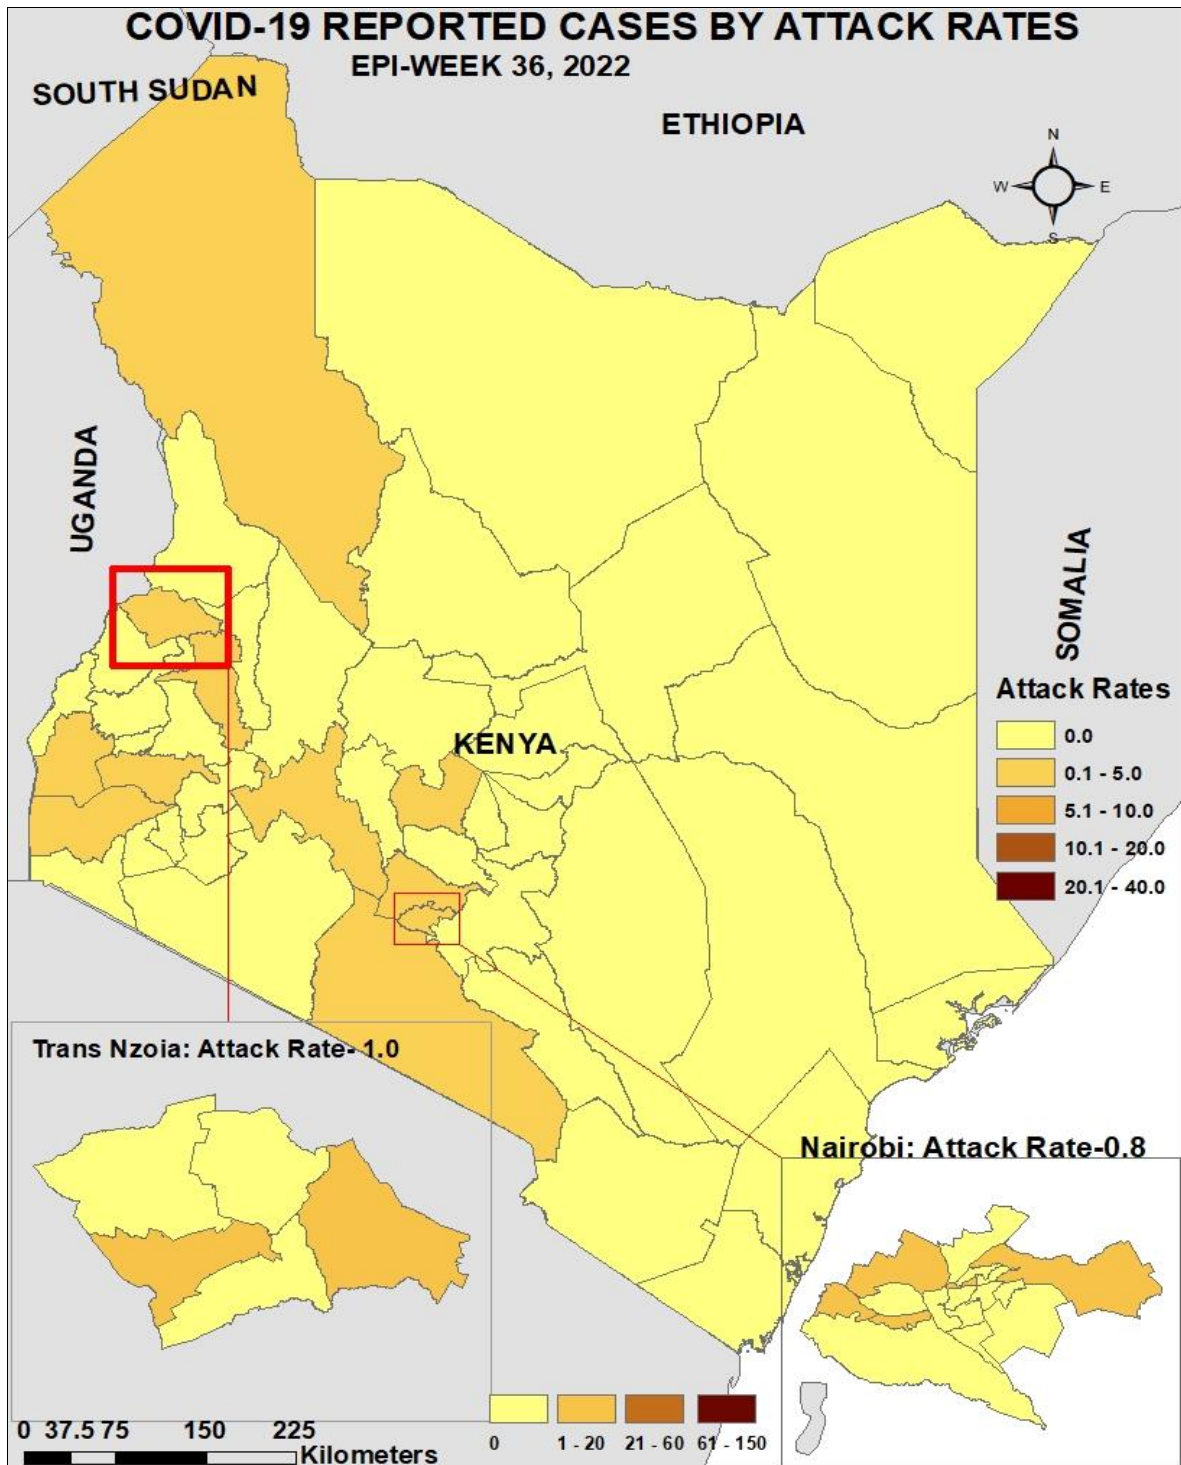 COVID-19 REPORTED CASES BY ATTACK RATES
EPI-WEEK 36, 2022
SOUTH SUDAN
ETHIOPIA
N
W E
S
UGANDA
SOMALIA
KENYA
Attack Rates
0.0
0.1 - 5.0
5.1 - 10.0
10.1 - 20.0
20.1 - 40.0
Trans Nzoia: Attack Rate- 1.0
Nairobi: Attack Rate-0.8
0 1 - 20 21 - 60 61 - 150
0 37.5 75 150 225
Kilometers